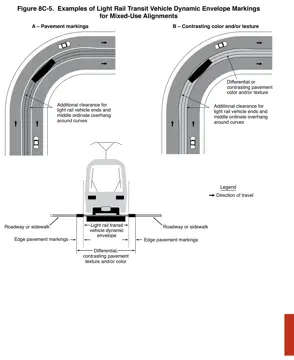 Figure 8C-5. Examples of Light Rail Transit Vehicle Dynamic Envelope Markings
for Mixed-Use Alignments
A – Pavement markings
B – Contrasting color and/or texture
Additional clearance for
light rail vehicle ends and
middle ordinate overhang
around curves
Differential or
contrasting pavement
color and/or texture
Additional clearance for
light rail vehicle ends and
middle ordinate overhang
around curves
Legend
Direction of travel
Roadway or sidewalk
Light rail transit
vehicle dynamic
envelope
Roadway or sidewalk
Edge pavement markings
Edge pavement markings
Differential,
contrasting pavement
texture and/or color